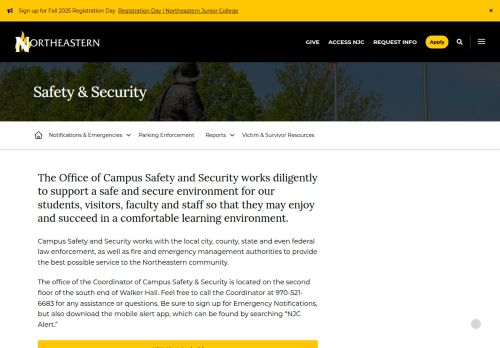 Sign up for Fall 2025 Registration Day  Registration Day | Northeastern Junior College
×
NORTHEASTERN
GIVE
ACCESS NJC
REQUEST INFO
Apply
Safety & Security
Notifications & Emergencies
Parking Enforcement
Reports
Victim & Survivor Resources
The Office of Campus Safety and Security works diligently
to support a safe and secure environment for our
students, visitors, faculty and staff so that they may enjoy
and succeed in a comfortable learning environment.
Campus Safety and Security works with the local city, county, state and even federal
law enforcement, as well as fire and emergency management authorities to provide
the best possible service to the Northeastern community.
The office of the Coordinator of Campus Safety & Security is located on the second
floor of the south end of Walker Hall. Feel free to call the Coordinator at 970-521-
6683 for any assistance or questions. Be sure to sign up for Emergency Notifications,
but also download the mobile alert app, which can be found by searching "NJC
Alert."